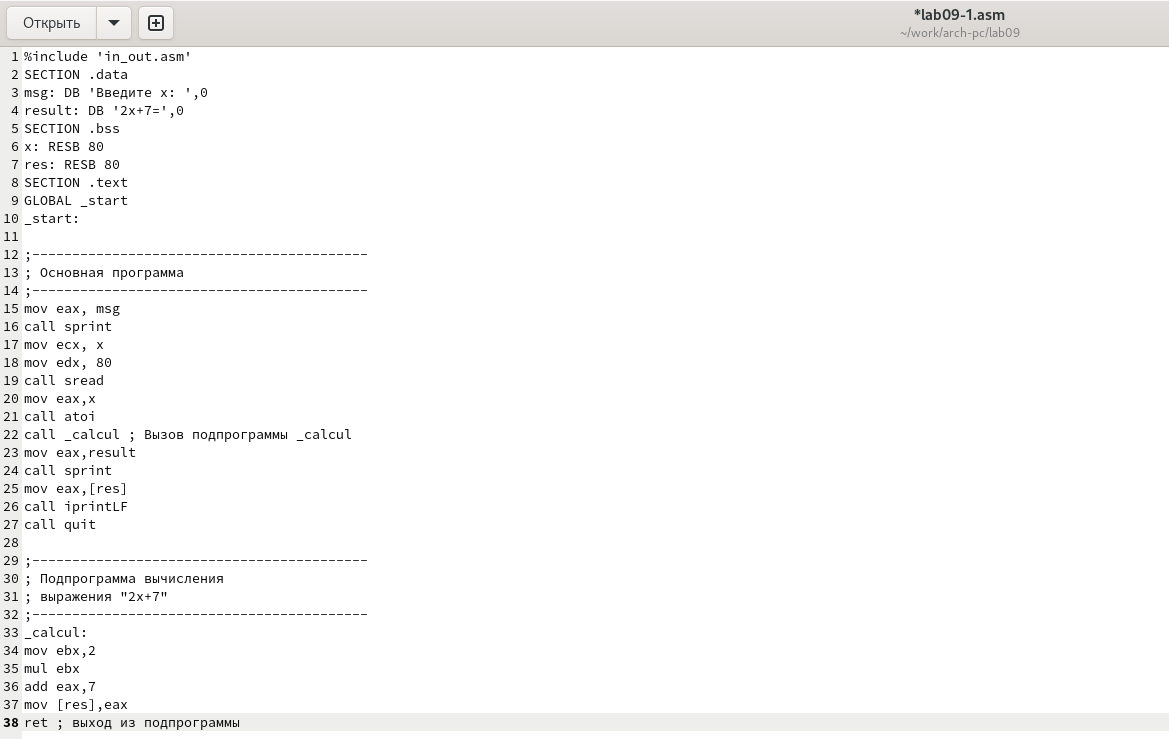 Открыть
*lab09-1.asm
~/work/arch-pc/lab09
1 %include 'in_out.asm'
2 SECTION .data
3 msg: DB 'Введите x: ',0
4 result: DB '2x+7=',0
5 SECTION .bss
6 x: RESB 80
7 res: RESB 80
8 SECTION .text
9 GLOBAL _start
10 _start:
11
12 ;------------------------------------------
13 ; Основная программа
14 ;------------------------------------------
15 mov eax, msg
16 call sprint
17 mov ecx, x
18 mov edx, 80
19 call sread
20 mov eax,x
21 call atoi
22 call _calcul ; Вызов подпрограммы _calcul
23 mov eax,result
24 call sprint
25 mov eax,[res]
26 call iprintLF
27 call quit
28
29 ;------------------------------------------
30 ; Подпрограмма вычисления
31 ; выражения "2x+7"
32 ;------------------------------------------
33 _calcul:
34 mov ebx,2
35 mul ebx
36 add eax,7
37 mov [res],eax
38 ret ; выход из подпрограммы